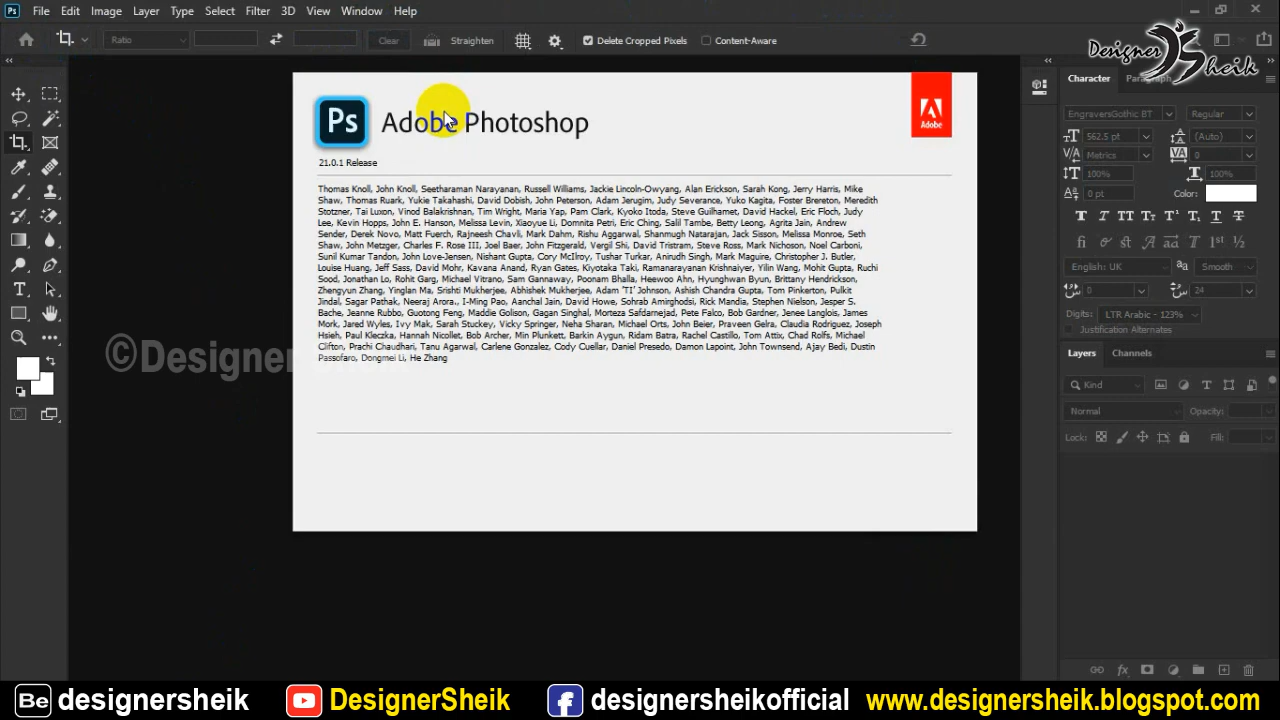 Ps File Edit Image Layer Type Select Filter 3D View Window Help
Ratio Clear Straighten Delete Cropped Pixels Content-Aware
Designer Sheik
Ps Adobe Photoshop
Adobe
21.0.1 Release
Thomas Knoll, John Knoll, Seetharaman Narayanan, Russell Williams, Jackie Lincoln-Owyang, Alan Erickson, Sarah Kong, Jerry Harris, Mike
Shaw, Thomas Ruark, Yukie Takahashi, David Dobish, John Peterson, Adam Jerugim, Judy Severance, Yuko Kagita, Foster Brereton, Meredith
Stotzner, Tai Luxon, Vinod Balakrishnan, Tim Wright, Maria Yap, Pam Clark, Kyoko Itoda, Steve Guilhamet, David Hackel, Eric Floch, Judy
Lee, Kevin Hopps, John E. Hanson, Melissa Levin, Xiaoyue Li, Domnita Petri, Eric Ching, Salil Tambe, Betty Leong, Agrita Jain, Andrew
Sender, Derek Novo, Matt Fuerch, Rajneesh Chavli, Mark Dahm, Rishu Aggarwal, Shanmugh Natarajan, Jack Sisson, Melissa Monroe, Seth
Shaw, John Metzger, Charles F. Rose III, Joel Baer, John Fitzgerald, Vergil Shi, David Tristram, Steve Ross, Mark Nichoson, Noel Carboni,
Sunil Kumar Tandon, John Love-Jensen, Nishant Gupta, Cory McIlroy, Tushar Turkar, Anirudh Singh, Mark Maguire, Christopher J. Butler,
Louise Huang, Jeff Sass, David Mohr, Kavana Anand, Ryan Gates, Kiyotaka Taki, Ramanarayanan Krishnaiyer, Yilin Wang, Mohit Gupta, Ruchi
Sood, Jonathan Lo, Rohit Garg, Michael Vitrano, Sam Gannaway, Poonam Bhalla, Heewoo Ahn, Hyunghwan Byun, Brittany Hendrickson,
Zhengyun Zhang, Yinglan Ma, Sristi Mukherjee, Abhishek Mukherjee, Adam "TI" Johnson, Ashish Chandra Gupta, Tom Pinkerton, Pulkit
Jindal, Sagar Pathak, Neeraj Arora., I-Ming Pao, Aanchal Jain, David Howe, Sohrab Amirghodsi, Rick Mandia, Stephen Nielson, Jesper S.
Bache, Jeanne Rubbo, Guotong Feng, Maddie Golison, Gagan Singhal, Morteza Safdarnejad, Pete Falco, Bob Gardner, Jenee Langlois, James
Mork, Jared Wyles, Ivy Mak, Sarah Stuckey, Vicky Springer, Neha Sharan, Michael Orts, John Beier, Praveen Gelra, Claudia Rodriguez, Joseph
Hsieh, Paul Kleczka, Hannah Nicollet, Bob Archer, Min Plunkett, Barkin Aygun, Ridam Batra, Rachel Castillo, Tom Attix, Chad Rolfs, Michael
Clifton, Prachi Chaudhari, Tanu Agarwal, Carlene Gonzalez, Cody Cuellar, Daniel Presedo, Damon Lapoint, John Townsend, Ajay Bedi, Dustin
Passofaro, Dongmei Li, He Zhang
©Designer Sheik
Character Paragraph
EngraversGothic BT Regular
562.5 pt (Auto)
Metrics 0
100% 100%
0 pt Color:
English: UK Smooth
0 24
Digits: LTR Arabic - 123%
Justification Alternates
Layers Channels
Kind
Normal Opacity:
Lock: Fill:
Be designersheik DesignerSheik designersheikofficial www.designersheik.blogspot.com